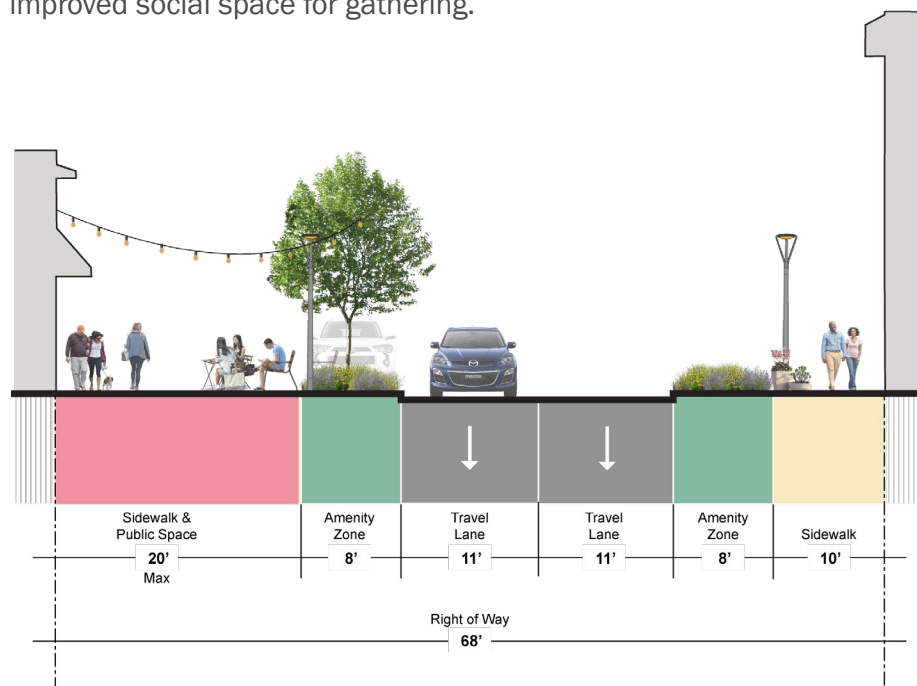 improved social space for gathering.
Sidewalk &
Public Space
20'
Max
Amenity
Zone
8'
Travel
Lane
11'
Travel
Lane
11'
Amenity
Zone
8'
Sidewalk
10'
Right of Way
68'